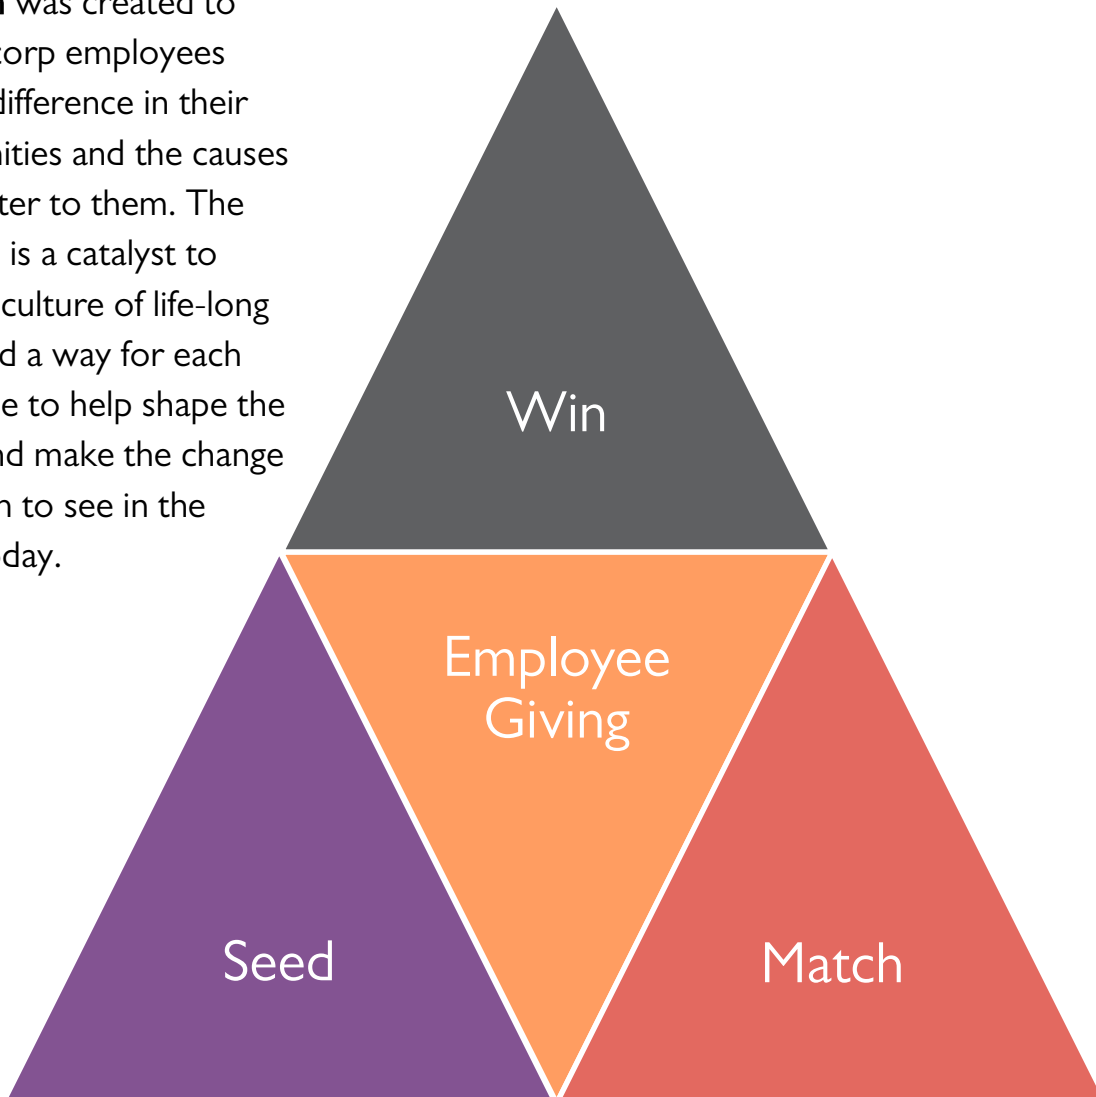 was created to
corp employees
difference in their
nities and the causes
ter to them. The
is a catalyst to
culture of life-long
d a way for each
e to help shape the
nd make the change
n to see in the
day.
Win
Employee
Giving
Seed
Match